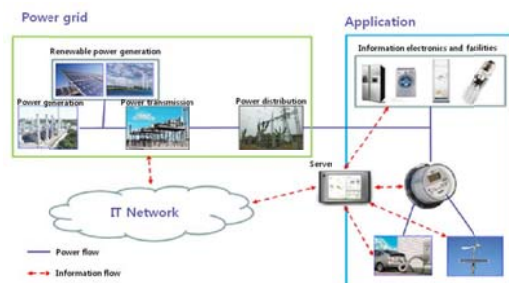 Power grid
Application
Renewable power generation
Information electronics and facilities
Power generation
Power transmission
Power distribution
Server
IT Network
Power flow
Information flow